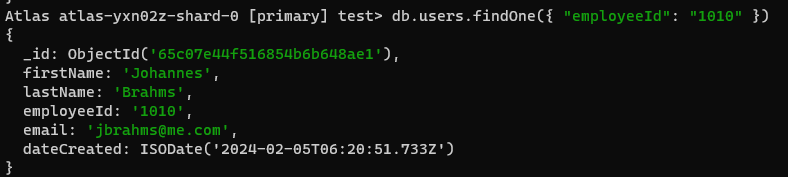 Atlas atlas-yxn02z-shard-0 [primary] test> db.users.findOne({ "employeeId": "1010" })
{
  _id: ObjectId('65c07e44f516854b6b648ae1'),
  firstName: 'Johannes',
  lastName: 'Brahms',
  employeeId: '1010',
  email: 'jbrahms@me.com',
  dateCreated: ISODate('2024-02-05T06:20:51.733Z')
}